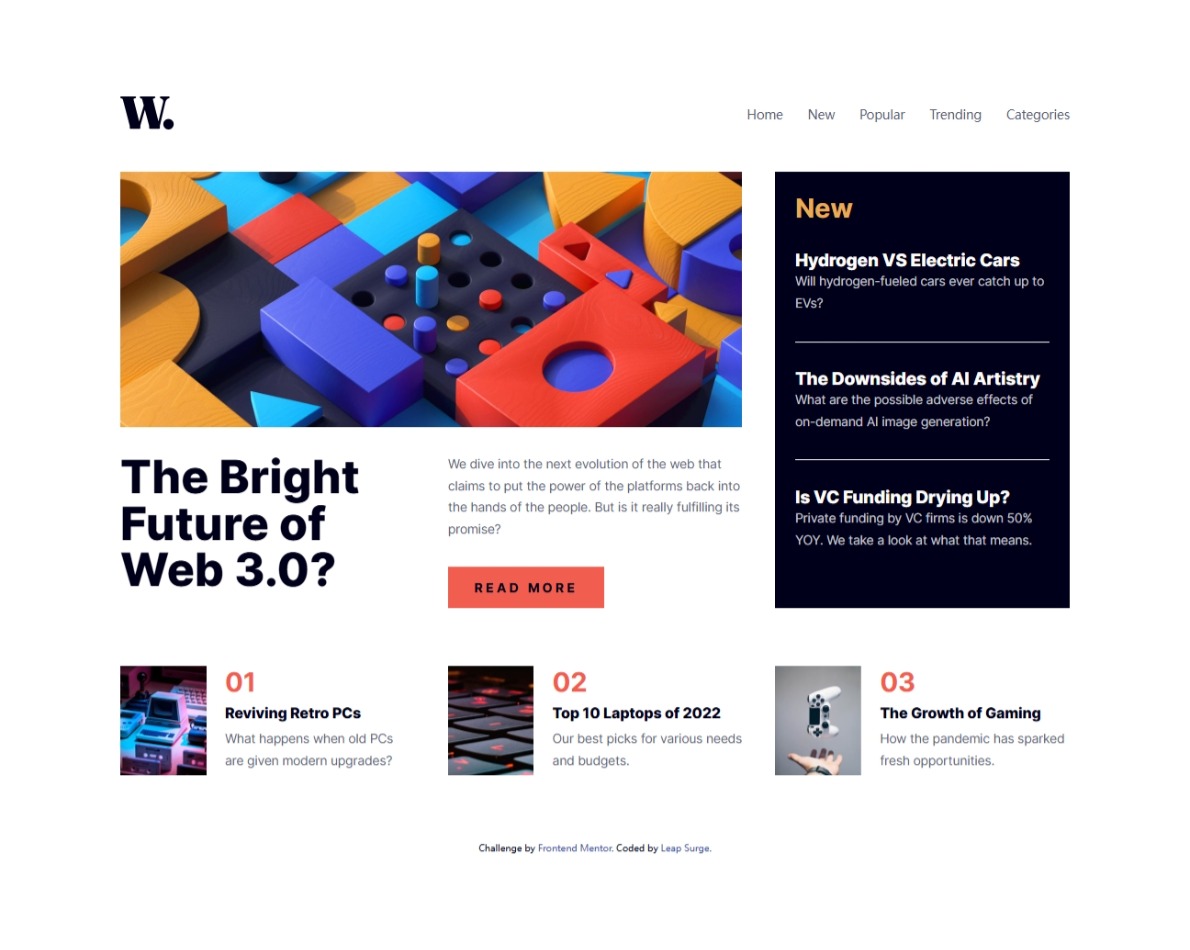 W.
Home New Popular Trending Categories
New
Hydrogen VS Electric Cars
Will hydrogen-fueled cars ever catch up to
EVs?
The Downsides of AI Artistry
What are the possible adverse effects of
on-demand AI image generation?
Is VC Funding Drying Up?
Private funding by VC firms is down 50%
YOY. We take a look at what that means.
The Bright
Future of
Web 3.0?
We dive into the next evolution of the web that
claims to put the power of the platforms back into
the hands of the people. But is it really fulfilling its
promise?
READ MORE
01
Reviving Retro PCs
What happens when old PCs
are given modern upgrades?
02
Top 10 Laptops of 2022
Our best picks for various needs
and budgets.
03
The Growth of Gaming
How the pandemic has sparked
fresh opportunities.
Challenge by Frontend Mentor. Coded by Leap Surge.